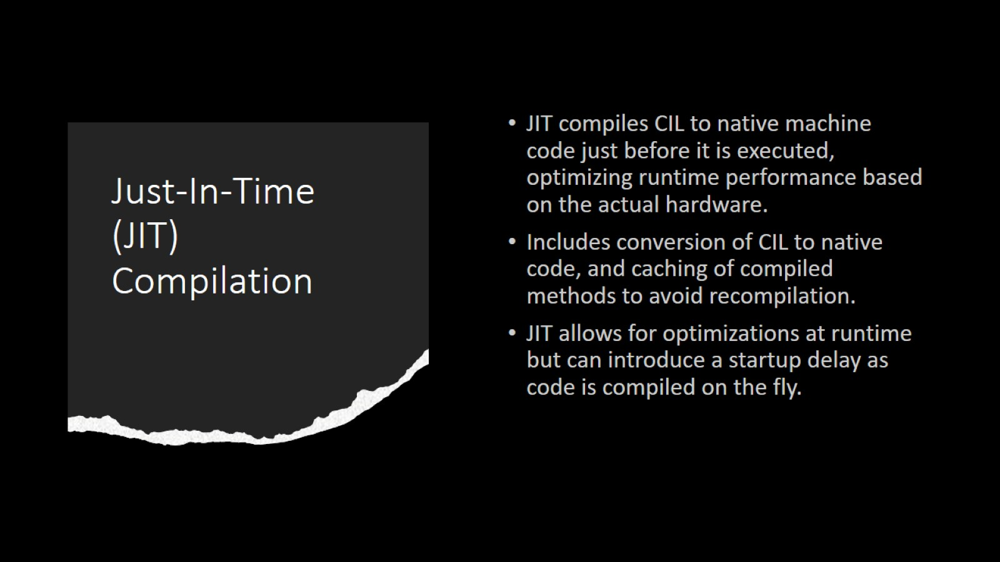 Just-In-Time
(JIT)
Compilation
• JIT compiles CIL to native machine
code just before it is executed,
optimizing runtime performance based
on the actual hardware.
• Includes conversion of CIL to native
code, and caching of compiled
methods to avoid recompilation.
• JIT allows for optimizations at runtime
but can introduce a startup delay as
code is compiled on the fly.